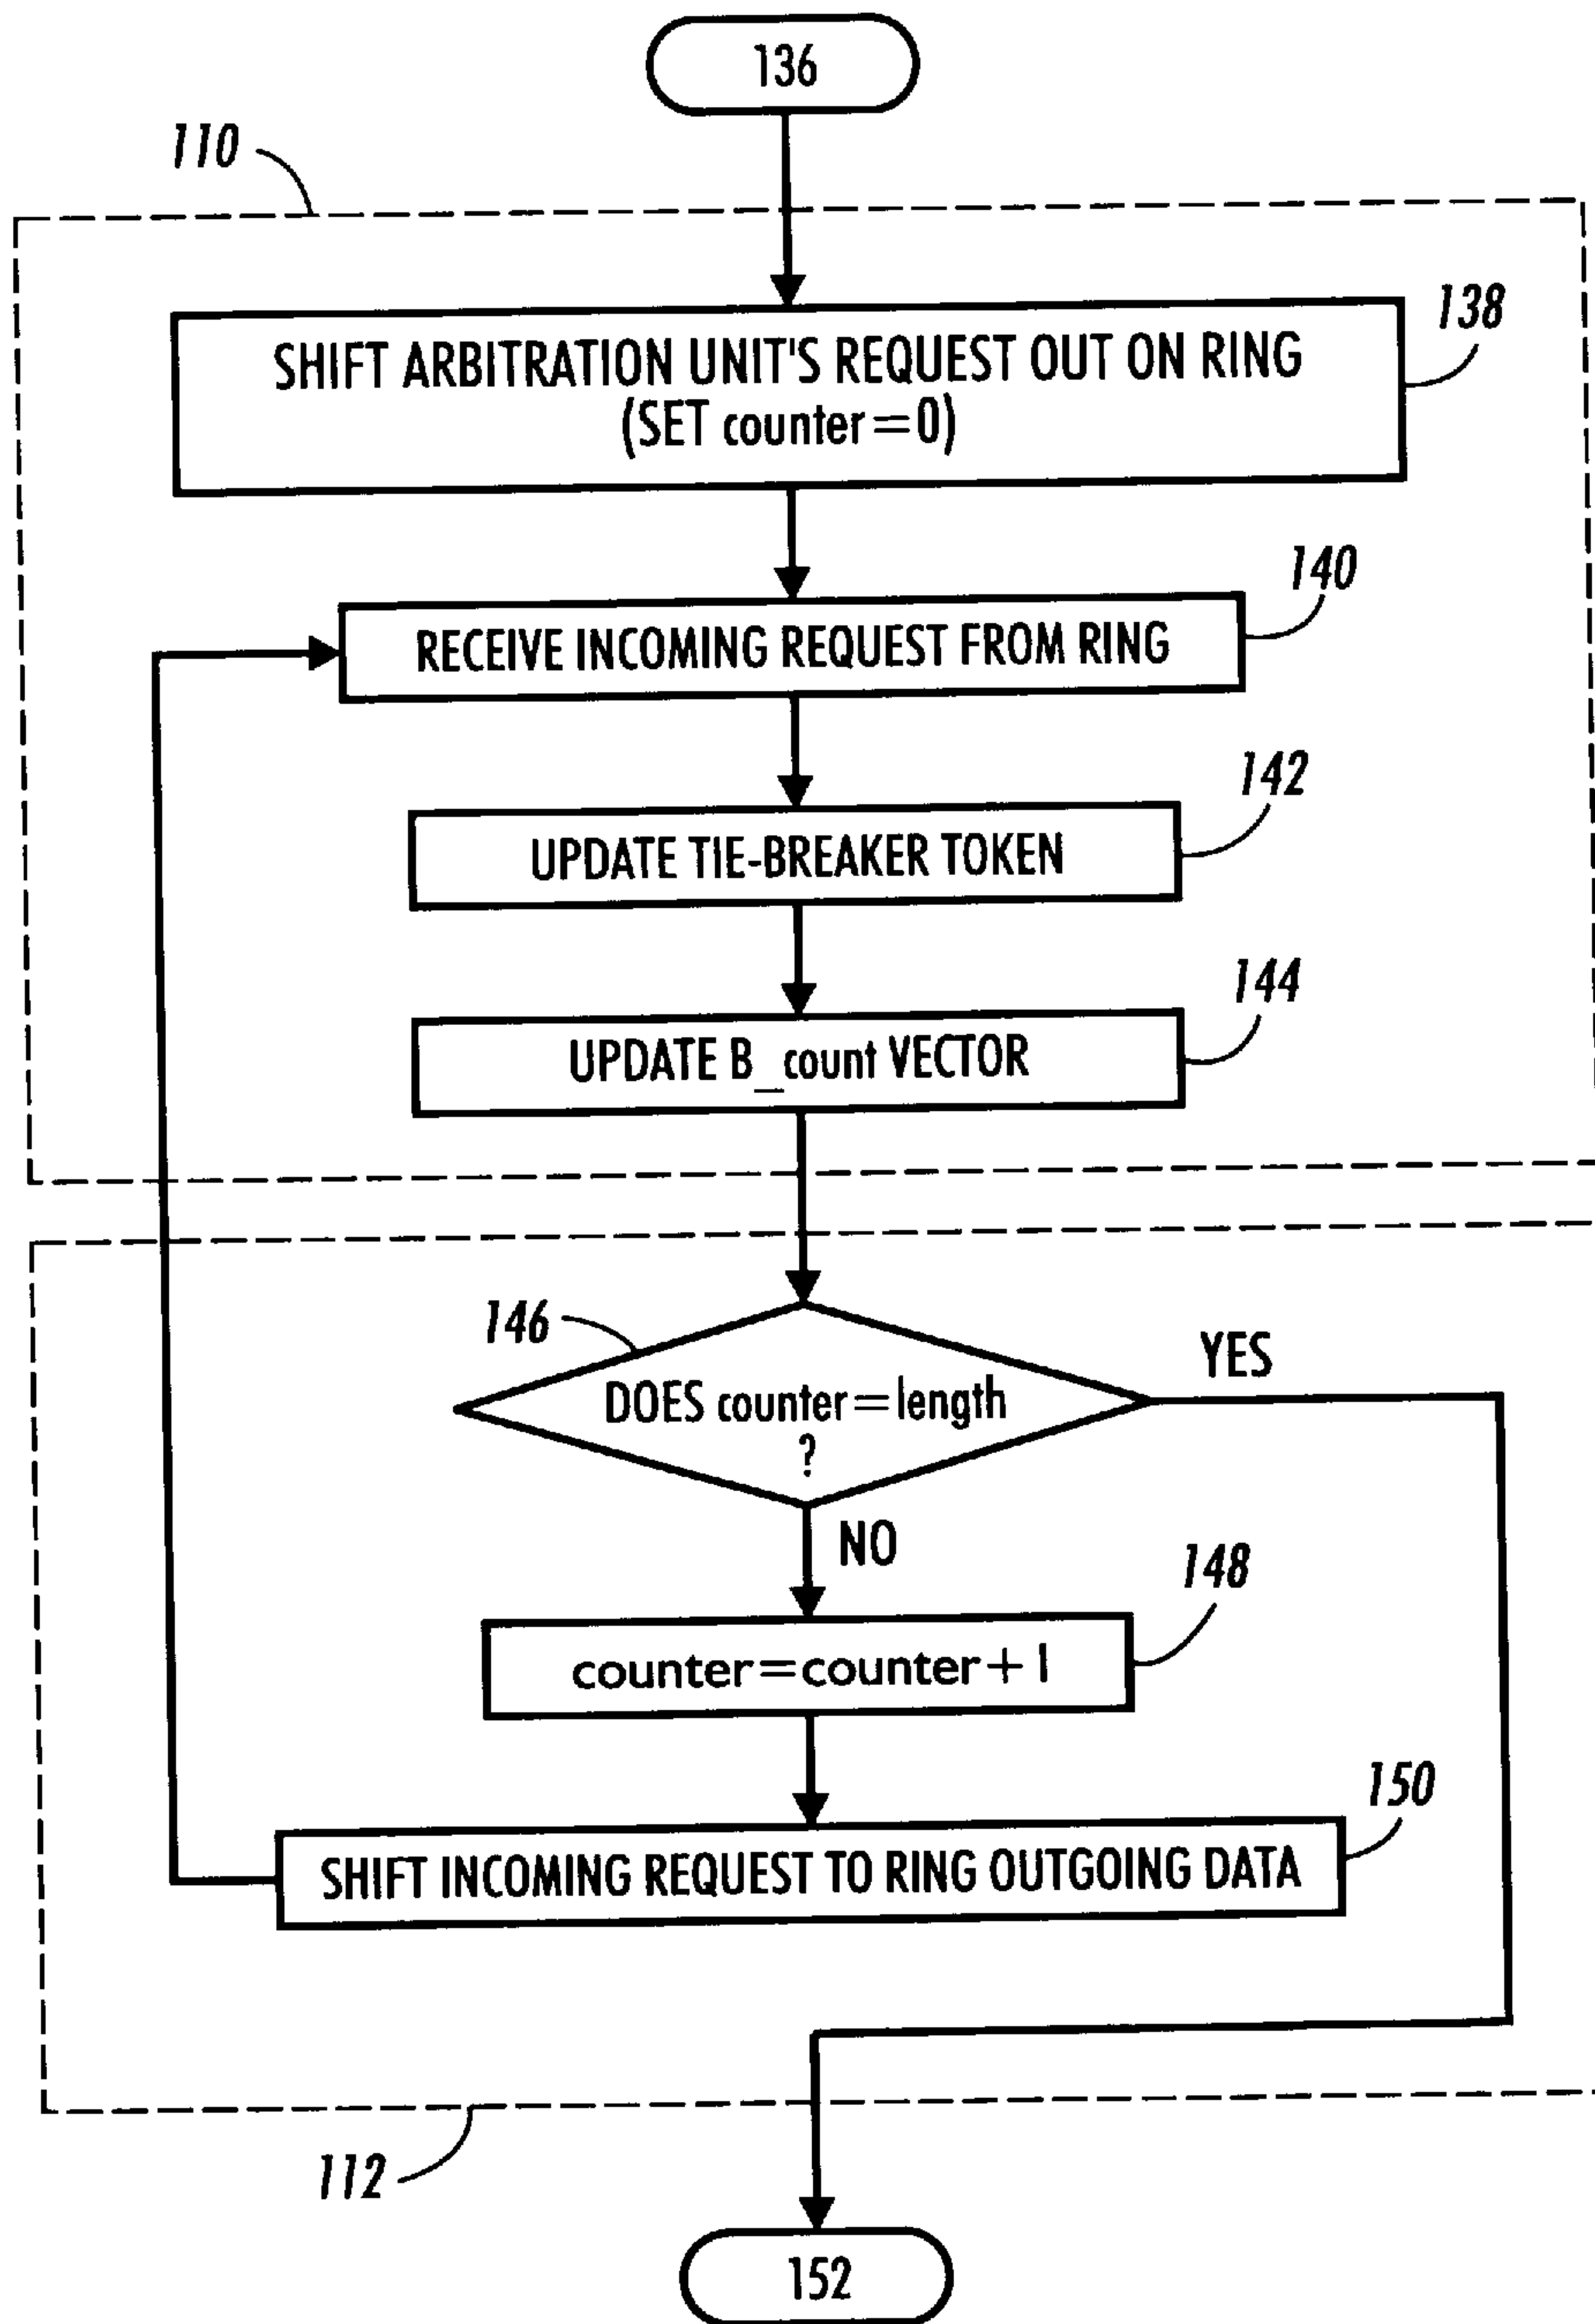 136
110
138
SHIFT ARBITRATION UNIT'S REQUEST OUT ON RING
(SET counter=0)
140
RECEIVE INCOMING REQUEST FROM RING
142
UPDATE TIE-BREAKER TOKEN
144
UPDATE B_count VECTOR
146
YES
DOES counter=length
?
NO
148
counter=counter+1
150
SHIFT INCOMING REQUEST TO RING OUTGOING DATA
112
152